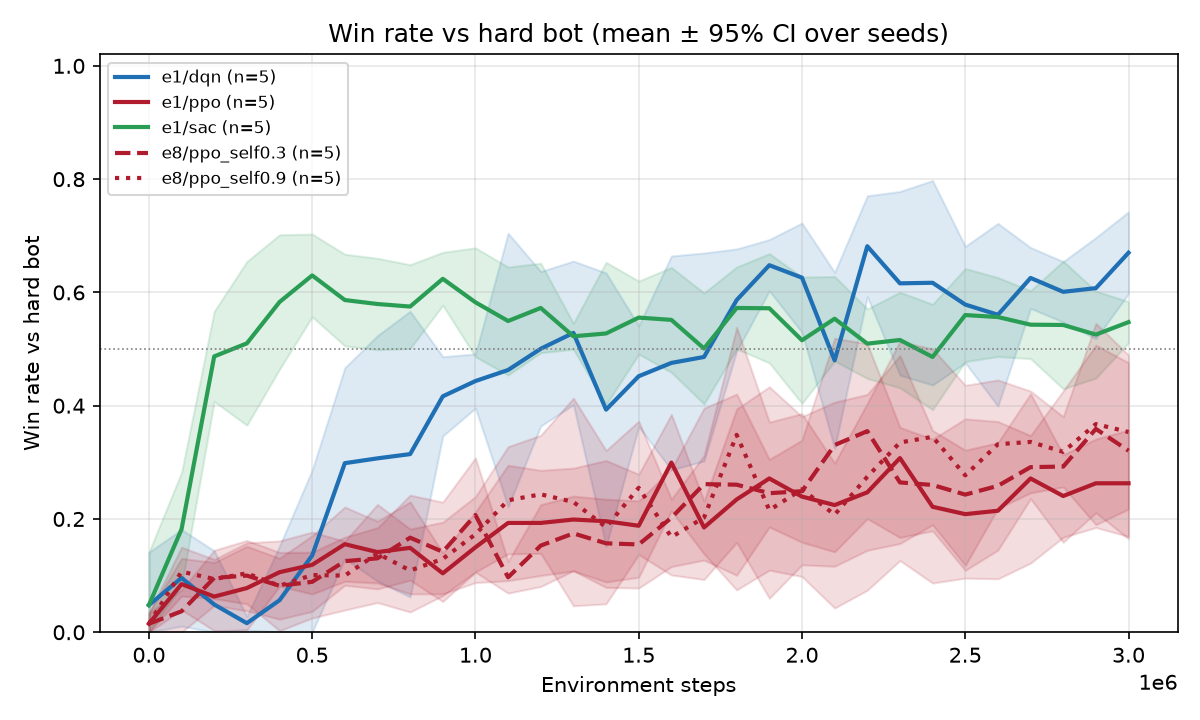 Win rate vs hard bot (mean ± 95% CI over seeds)
1.0
0.8
0.6
0.4
0.2
0.0
Win rate vs hard bot
e1/dqn (n=5)
e1/ppo (n=5)
e1/sac (n=5)
e8/ppo_self0.3 (n=5)
e8/ppo_self0.9 (n=5)
0.0 0.5 1.0 1.5 2.0 2.5 3.0
1e6
Environment steps